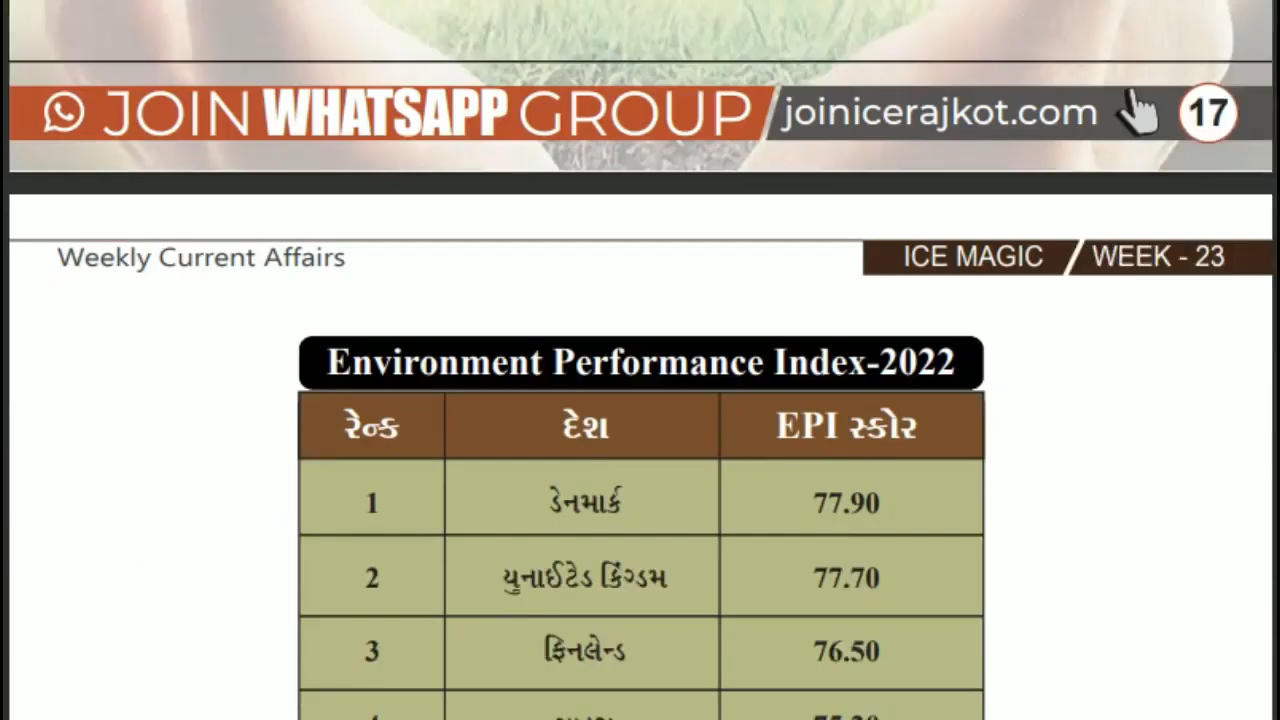 JOIN WHATSAPP GROUP joinicerajkot.com 17
Weekly Current Affairs ICE MAGIC WEEK - 23
Environment Performance Index-2022
રેન્ક દેશ EPI સ્કોર
1 ડેનમાર્ક 77.90
2 યુનાઈટેડ કિંગ્ડમ 77.70
3 ફિનલેન્ડ 76.50